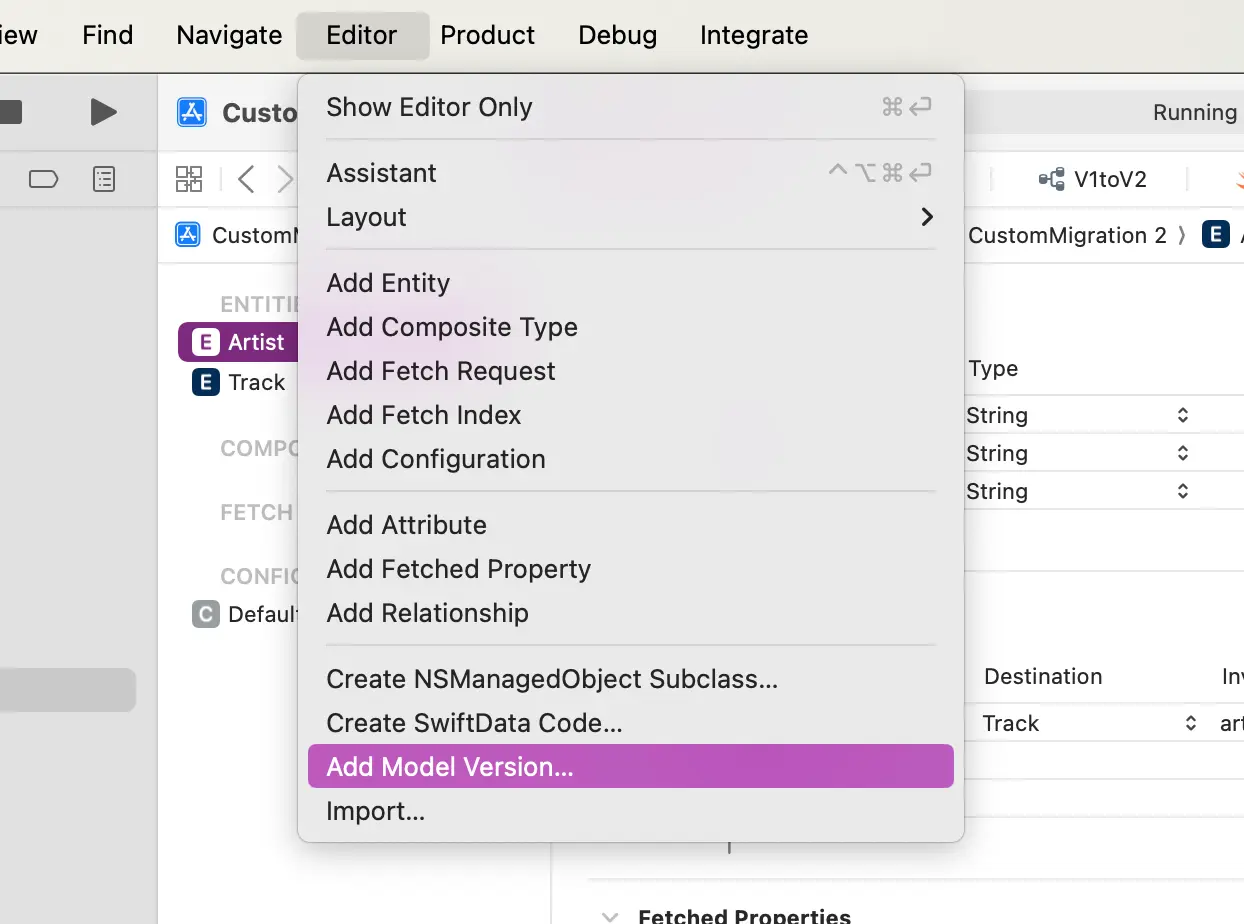 iew Find Navigate Editor Product Debug Integrate
Custo Running
V1toV2
CustomM CustomMigration 2 E
Show Editor Only ⌘↩
Assistant ^⌥⌘↩
Layout
Add Entity
Add Composite Type
Add Fetch Request
Add Fetch Index
Add Configuration
Add Attribute
Add Fetched Property
Add Relationship
Create NSManagedObject Subclass...
Create SwiftData Code...
Add Model Version...
Import...
ENTITIE
E Artist
E Track
COMPO
FETCH
CONFIG
C Default
Type
String
String
String
Destination Inv
Track art
Fetched Properties